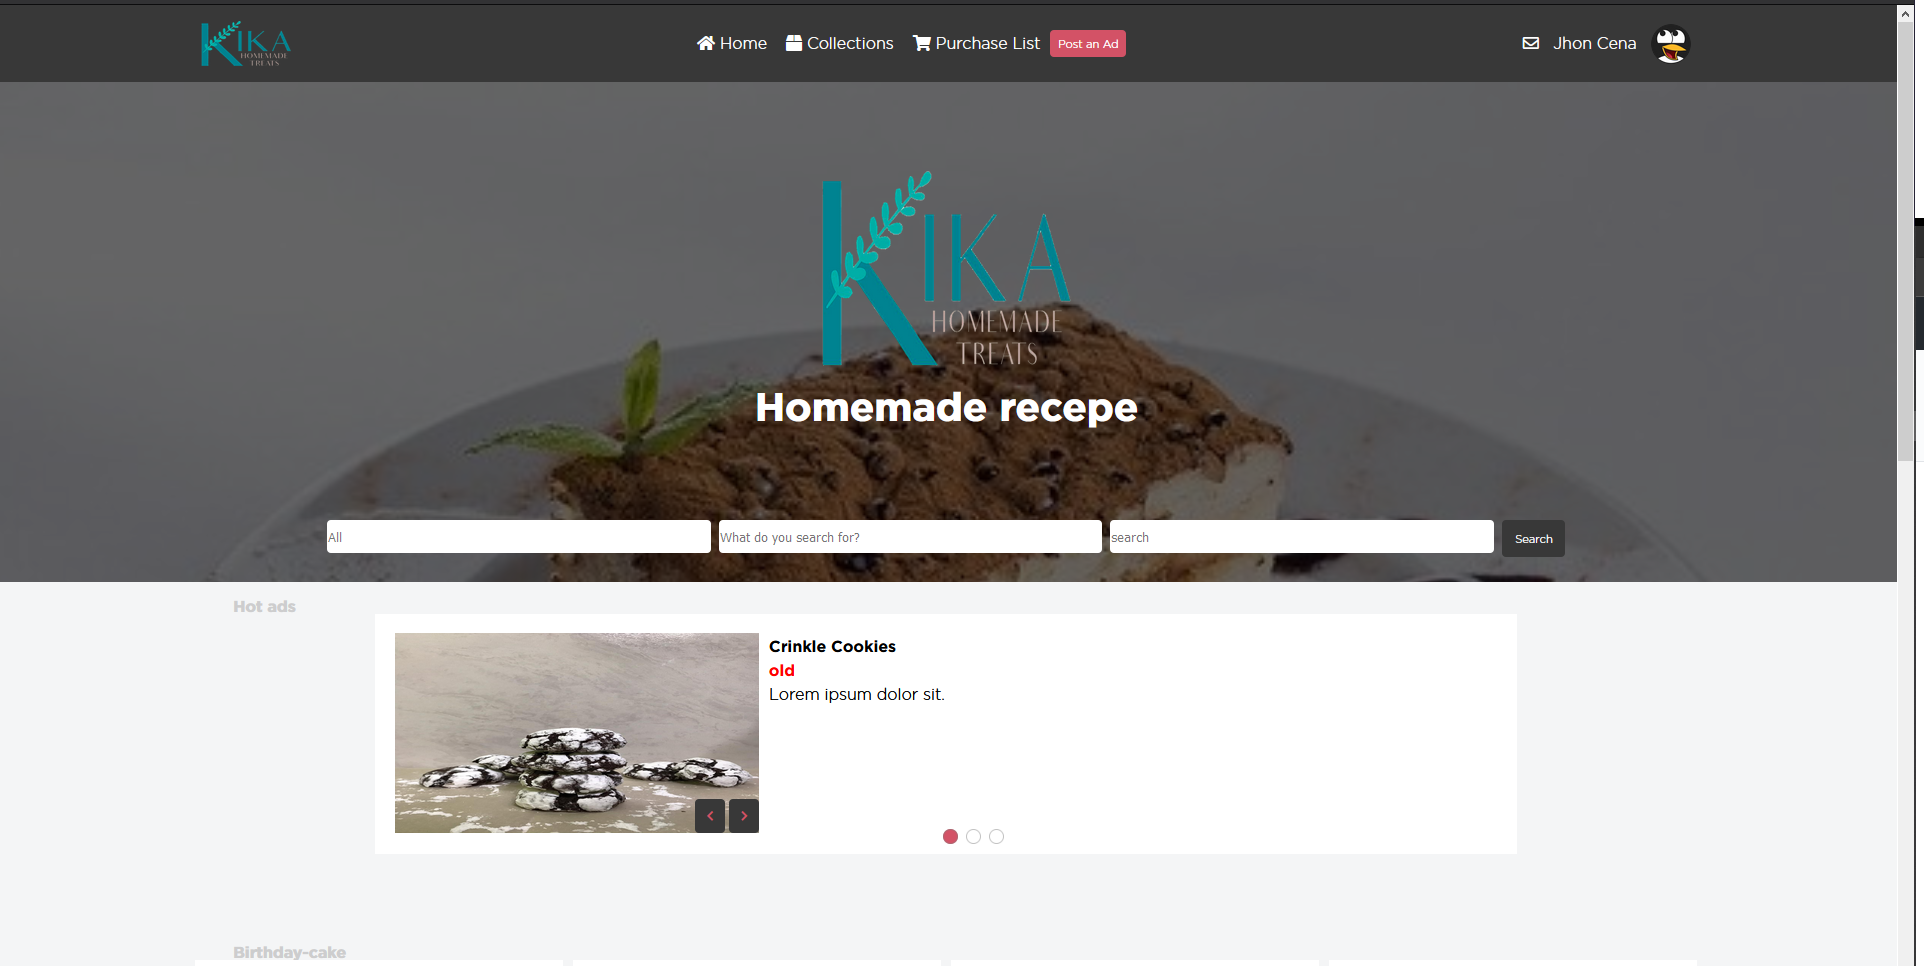 KIKA
HOMEMADE
TREATS
Home
Collections
Purchase List
Post an Ad
Jhon Cena
KIKA
HOMEMADE
TREATS
Homemade recepe
All
What do you search for?
search
Search
Hot ads
Crinkle Cookies
old
Lorem ipsum dolor sit.
Birthday-cake